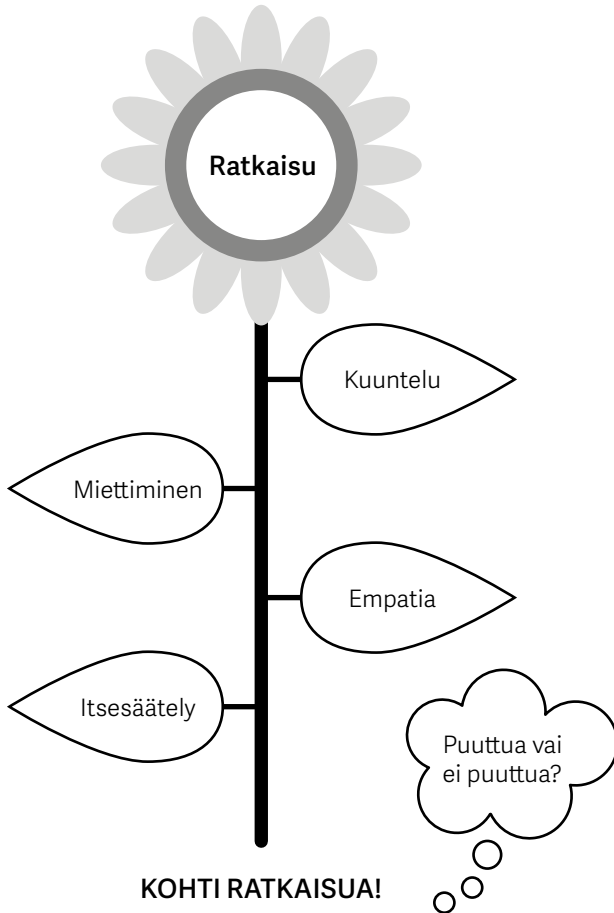 Ratkaisu
Kuuntelu
Miettiminen
Empatia
Itsesäätely
Puuttua vai
ei puuttua?
KOHTI RATKAISUA!